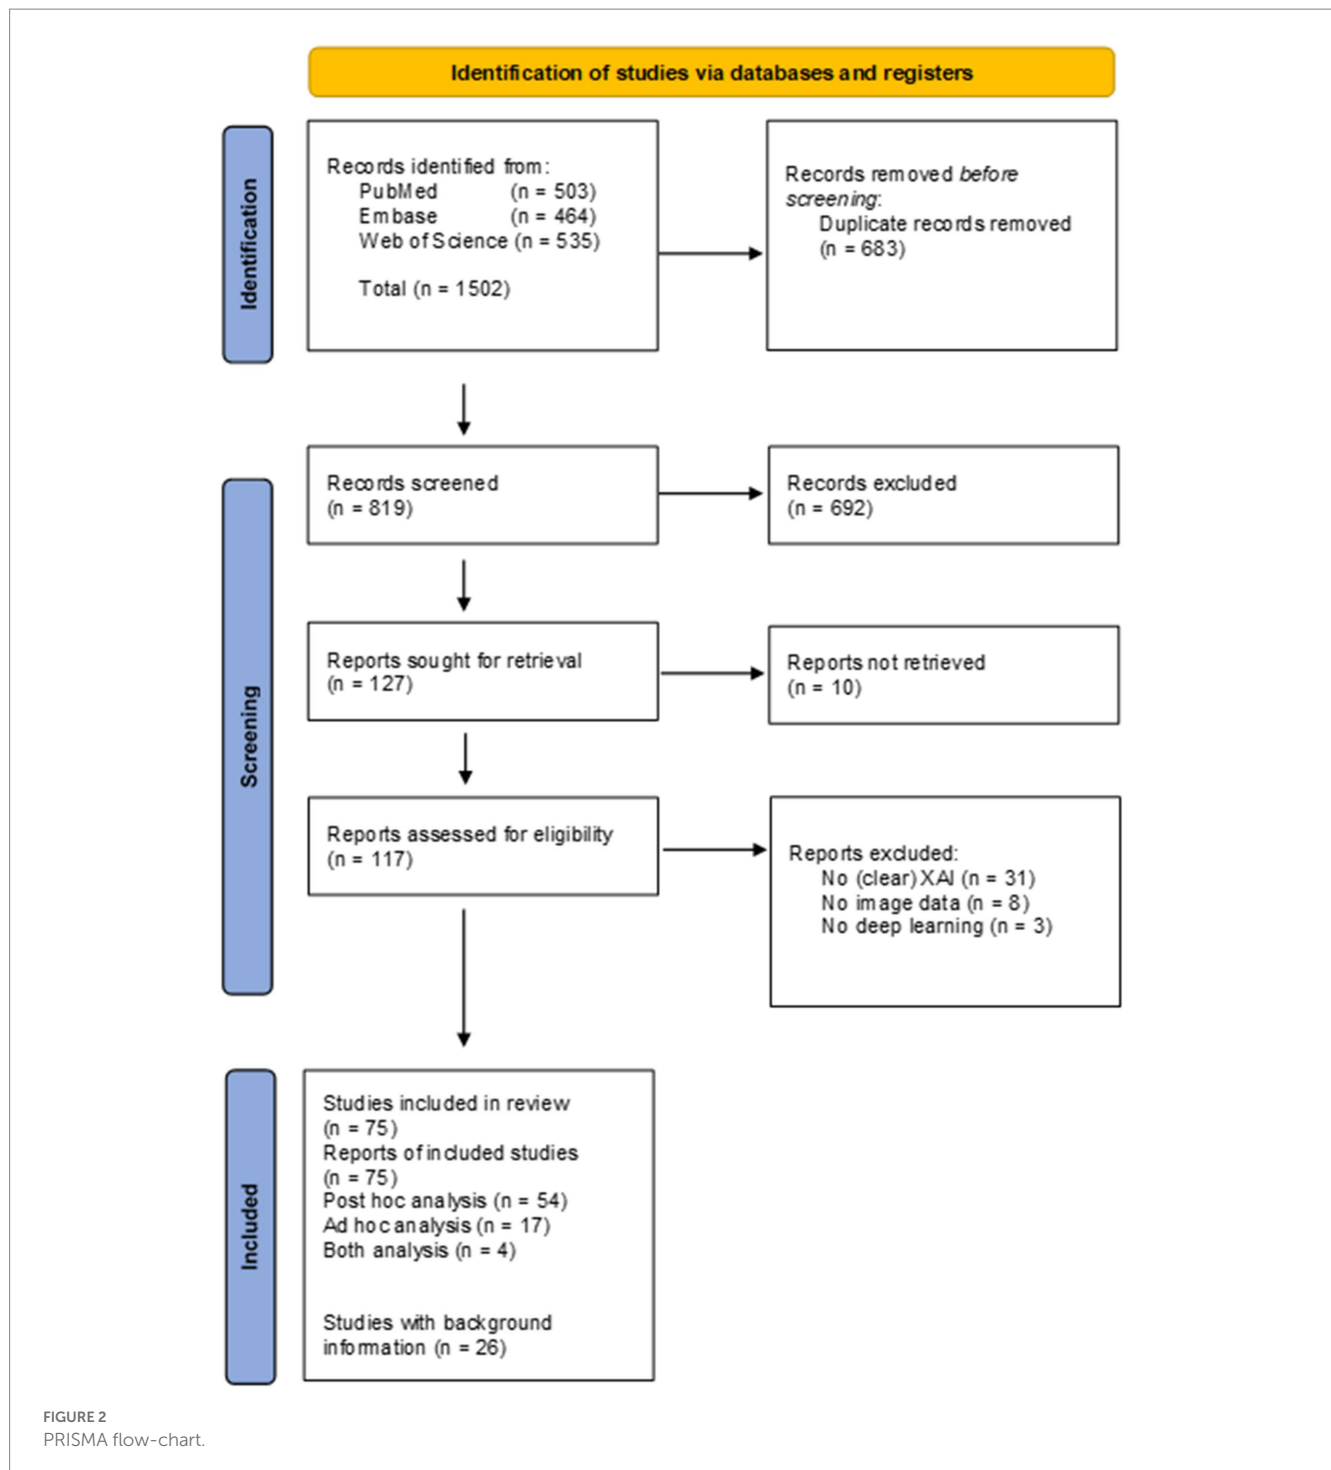 Identification of studies via databases and registers
Identification
Records identified from:
PubMed (n = 503)
Embase (n = 464)
Web of Science (n = 535)
Total (n = 1502)
Records removed before
screening:
Duplicate records removed
(n = 683)
Screening
Records screened
(n = 819)
Records excluded
(n = 692)
Reports sought for retrieval
(n = 127)
Reports not retrieved
(n = 10)
Reports assessed for eligibility
(n = 117)
Reports excluded:
No (clear) XAI (n = 31)
No image data (n = 8)
No deep learning (n = 3)
Included
Studies included in review
(n = 75)
Reports of included studies
(n = 75)
Post hoc analysis (n = 54)
Ad hoc analysis (n = 17)
Both analysis (n = 4)
Studies with background
information (n = 26)
FIGURE 2
PRISMA flow-chart.